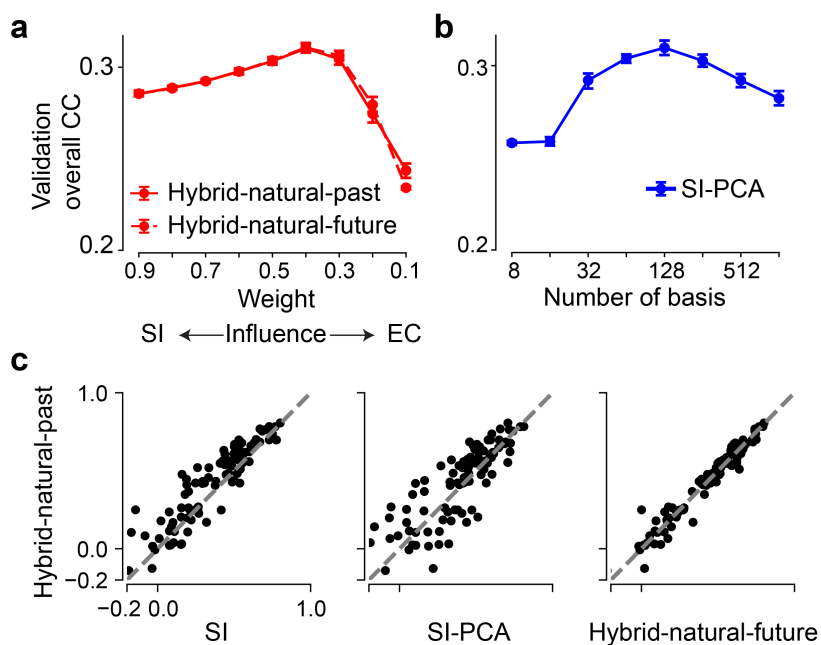 a
b
Validation
overall CC
0.3
0.2
Hybrid-natural-past
Hybrid-natural-future
0.9
0.7
0.5
0.3
0.1
Weight
SI
Influence
EC
0.3
0.2
SI-PCA
8
32
128
512
Number of basis
c
Hybrid-natural-past
1.0
0.0
−0.2
−0.2
0.0
1.0
SI
SI-PCA
Hybrid-natural-future